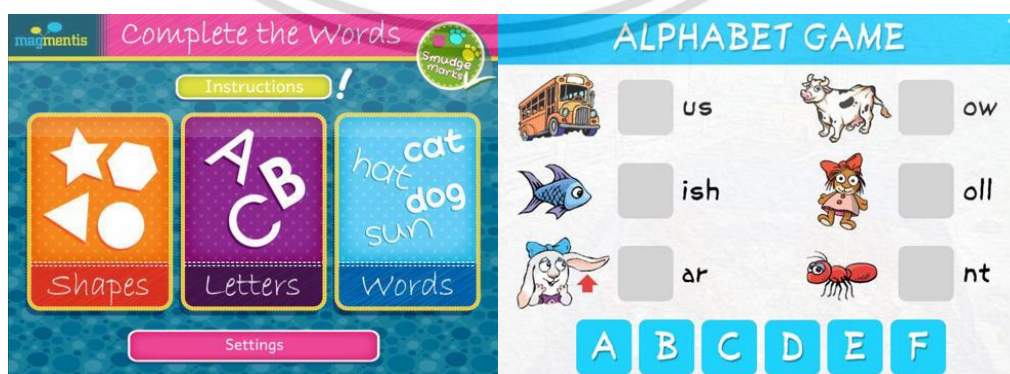 magmentis
Complete the Words
Smudge
marks
Instructions !
A
B
C
hat cat
dog
sun
Shapes Letters Words
Settings
ALPHABET GAME
us ow
ish oll
ar nt
A B C D E F